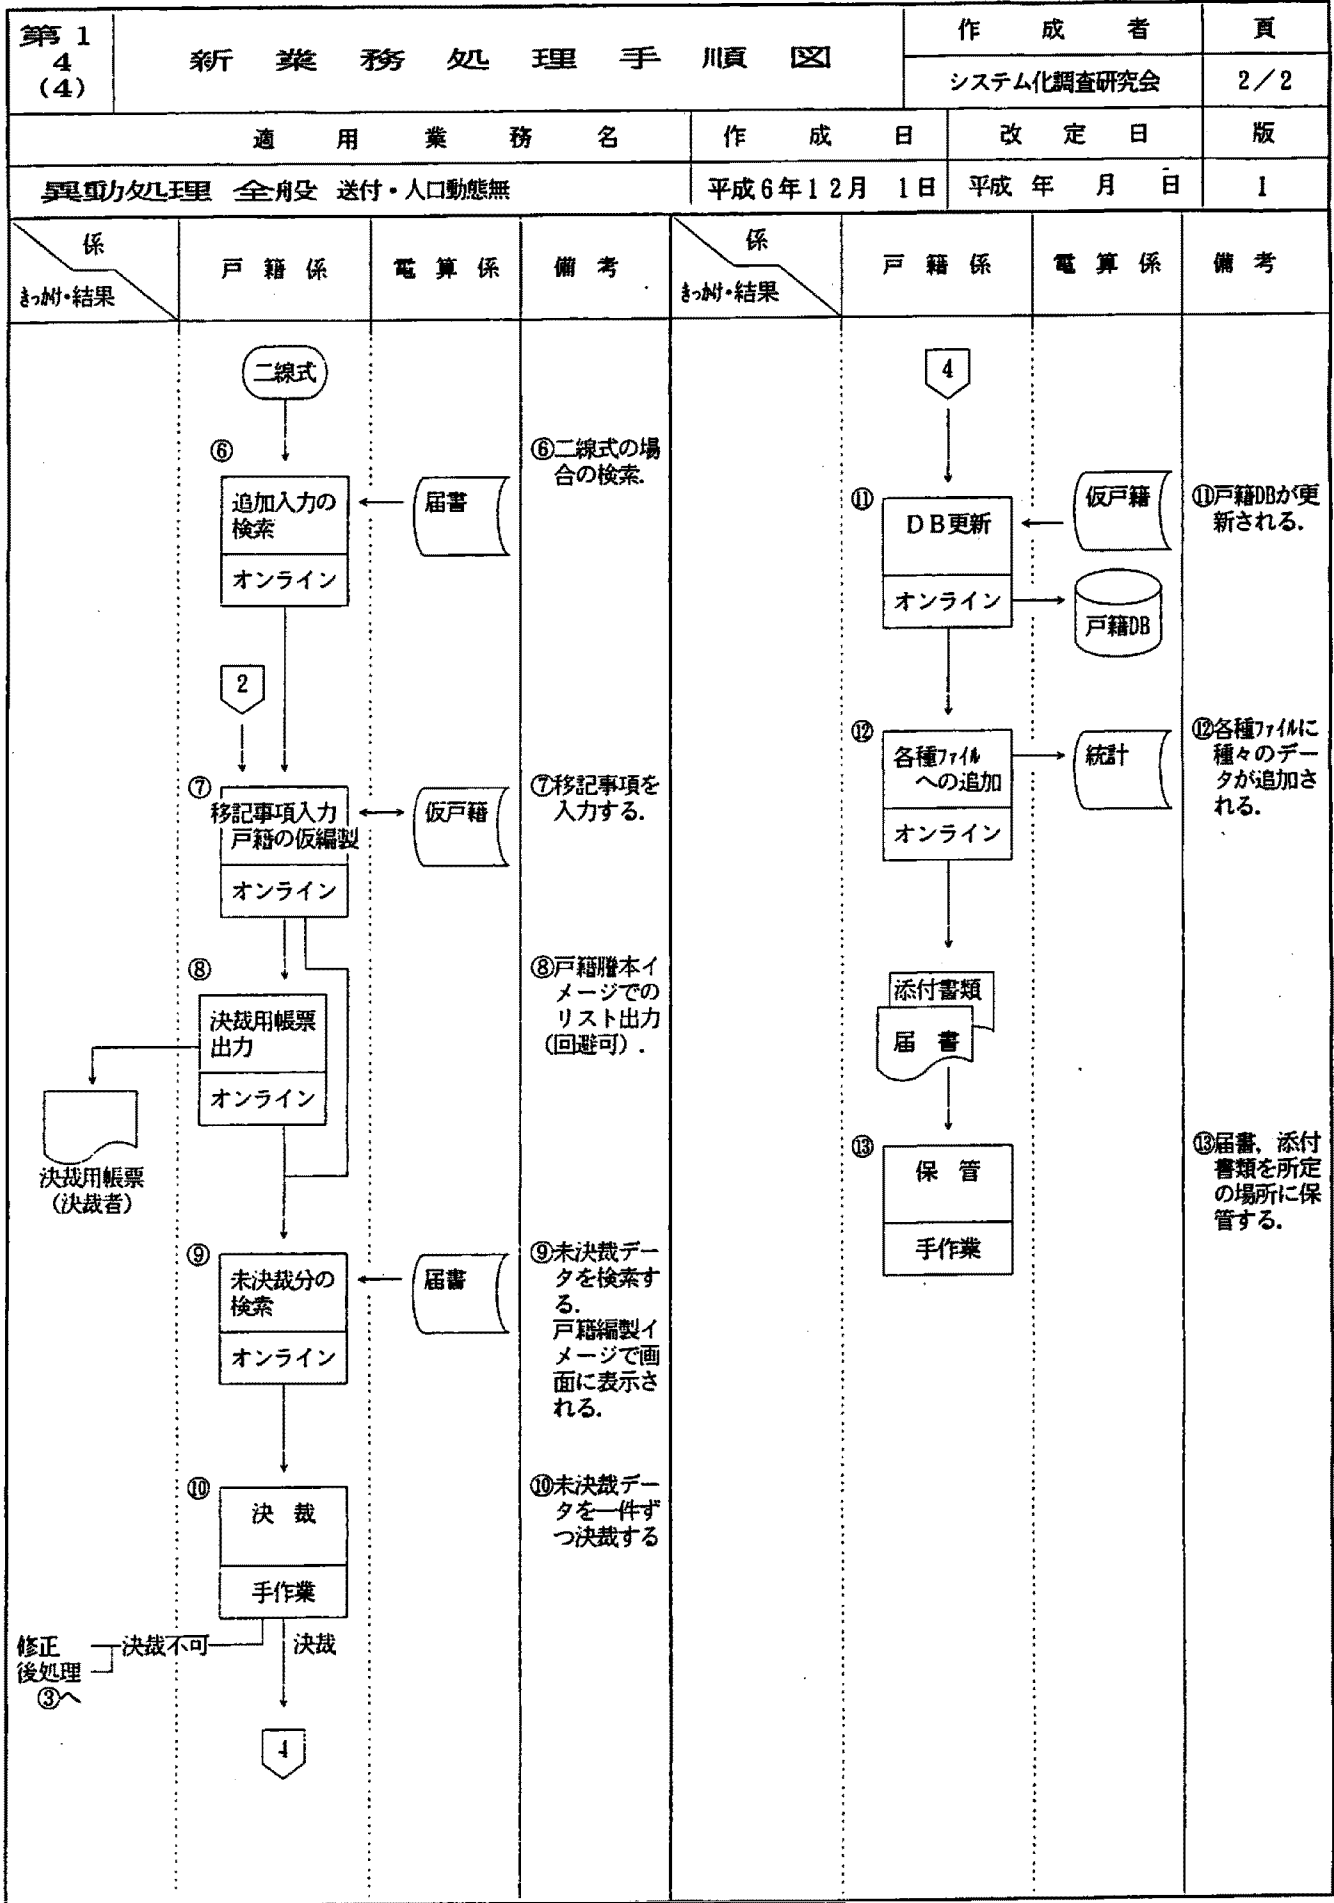 第1
4
(4)
新業務処理手順図
作成者
頁
システム化調査研究会
2／2
適用業務名
作成日
改定日
版
異動処理 全般 送付・人口動態無
平成6年12月 1日
平成 年 月 日
1
係
きっかけ・結果
戸籍係
電算係
備考
係
きっかけ・結果
戸籍係
電算係
備考
二線式
⑥
追加入力の
検索
オンライン
届書
⑥二線式の場
合の検索．
2
⑦
移記事項入力
戸籍の仮編製
オンライン
仮戸籍
⑦移記事項を
入力する．
⑧
決裁用帳票
出力
オンライン
決裁用帳票
（決裁者）
⑧戸籍謄本イ
メージでの
リスト出力
（回避可）．
⑨
未決裁分の
検索
オンライン
届書
⑨未決裁デー
タを検索す
る．
戸籍編製イ
メージで画
面に表示さ
れる．
⑩
決裁
手作業
⑩未決裁デー
タを一件ず
つ決裁する
修正
後処理
③へ
決裁不可
決裁
4
4
⑪
DB更新
オンライン
仮戸籍
戸籍DB
⑪戸籍DBが更
新される．
⑫
各種ファイル
への追加
オンライン
統計
⑫各種ファイルに
種々のデー
タが追加さ
れる．
添付書類
届書
⑬
保管
手作業
⑬届書，添付
書類を所定
の場所に保
管する．